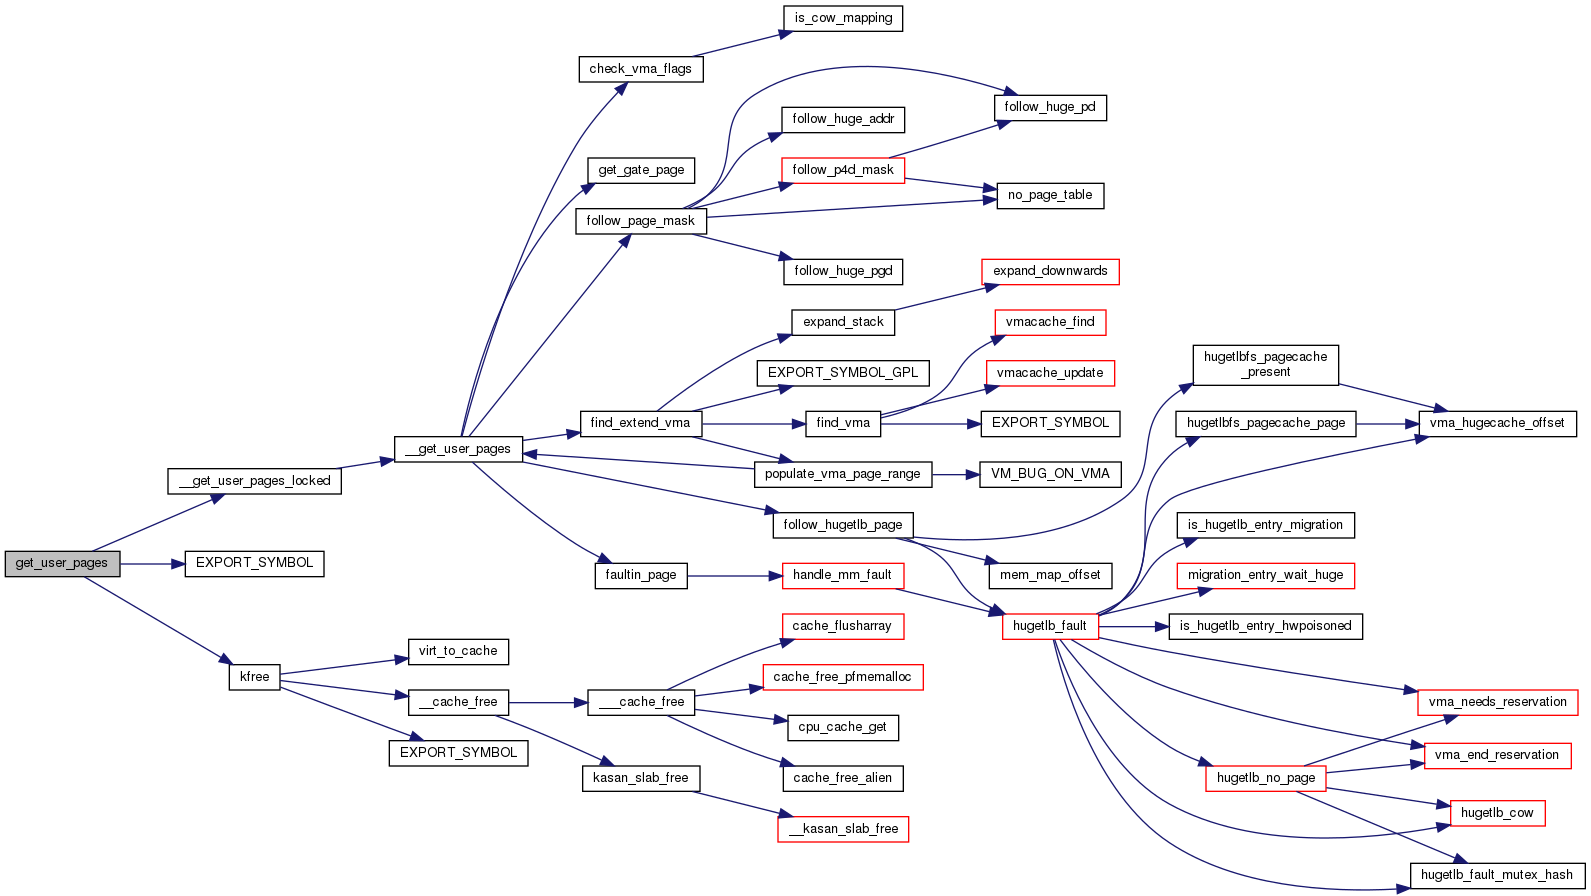 is_cow_mapping
check_vma_flags
follow_huge_pd
follow_huge_addr
get_gate_page
follow_p4d_mask
no_page_table
follow_page_mask
follow_huge_pgd
expand_downwards
expand_stack
vmacache_find
hugetlbfs_pagecache
_present
EXPORT_SYMBOL_GPL
vmacache_update
find_extend_vma
find_vma
EXPORT_SYMBOL
hugetlbfs_pagecache_page
vma_hugecache_offset
__get_user_pages
populate_vma_page_range
VM_BUG_ON_VMA
__get_user_pages_locked
follow_hugetlb_page
is_hugetlb_entry_migration
get_user_pages
EXPORT_SYMBOL
faultin_page
handle_mm_fault
mem_map_offset
migration_entry_wait_huge
cache_flusharray
hugetlb_fault
is_hugetlb_entry_hwpoisoned
virt_to_cache
kfree
cache_free_pfmemalloc
__cache_free
___cache_free
vma_needs_reservation
cpu_cache_get
EXPORT_SYMBOL
vma_end_reservation
kasan_slab_free
cache_free_alien
hugetlb_no_page
__kasan_slab_free
hugetlb_cow
hugetlb_fault_mutex_hash